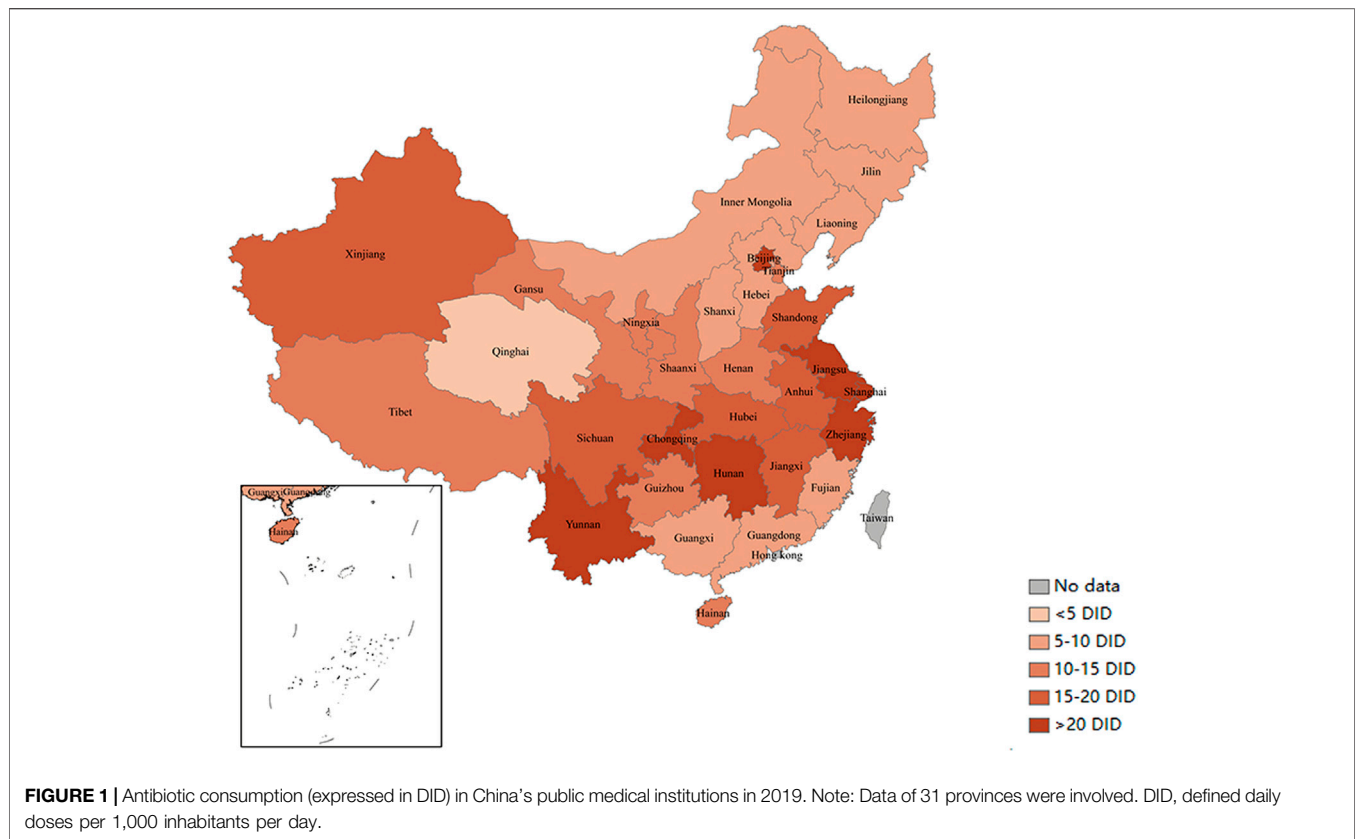 Heilongjiang
Jilin
Inner Mongolia
Liaoning
Xinjiang
Beijing
Tianjin
Gansu
Hebei
Shanxi
Shandong
Ningxia
Qinghai
Shaanxi
Henan
Jiangsu
Anhui
Shanghai
Tibet
Hubei
Sichuan
Chongqing
Zhejiang
Hunan
Jiangxi
Guizhou
Fujian
Guangxi Guangdong
Hainan
Yunnan
Taiwan
Guangxi
Guangdong
Hong kong
Hainan
No data
<5 DID
5-10 DID
10-15 DID
15-20 DID
>20 DID
FIGURE 1 | Antibiotic consumption (expressed in DID) in China's public medical institutions in 2019. Note: Data of 31 provinces were involved. DID, defined daily
doses per 1,000 inhabitants per day.